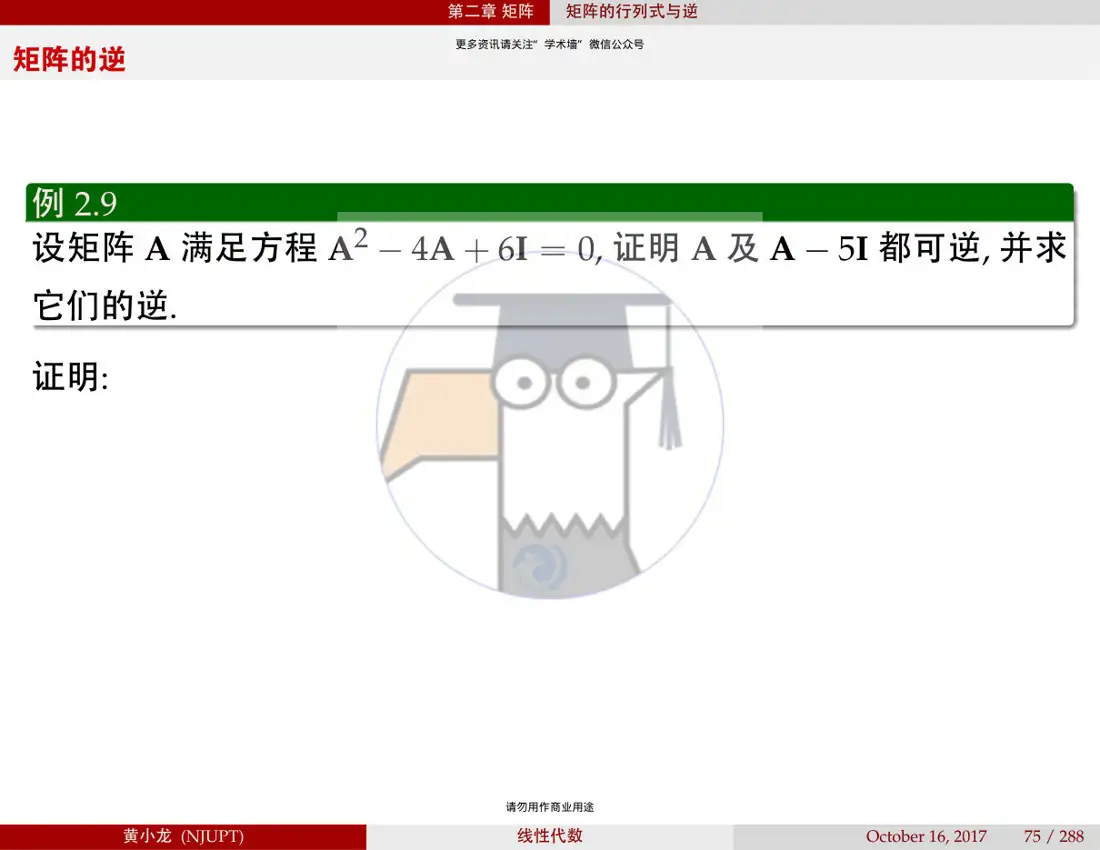 第二章 矩阵 矩阵的行列式与逆
更多资讯请关注“学术墙”微信公众号
矩阵的逆
例 2.9
设矩阵 A 满足方程 A² − 4A + 6I = 0, 证明 A 及 A − 5I 都可逆, 并求
它们的逆.
证明:
请勿用作商业用途
黄小龙 (NJUPT) 线性代数 October 16, 2017 75 / 288